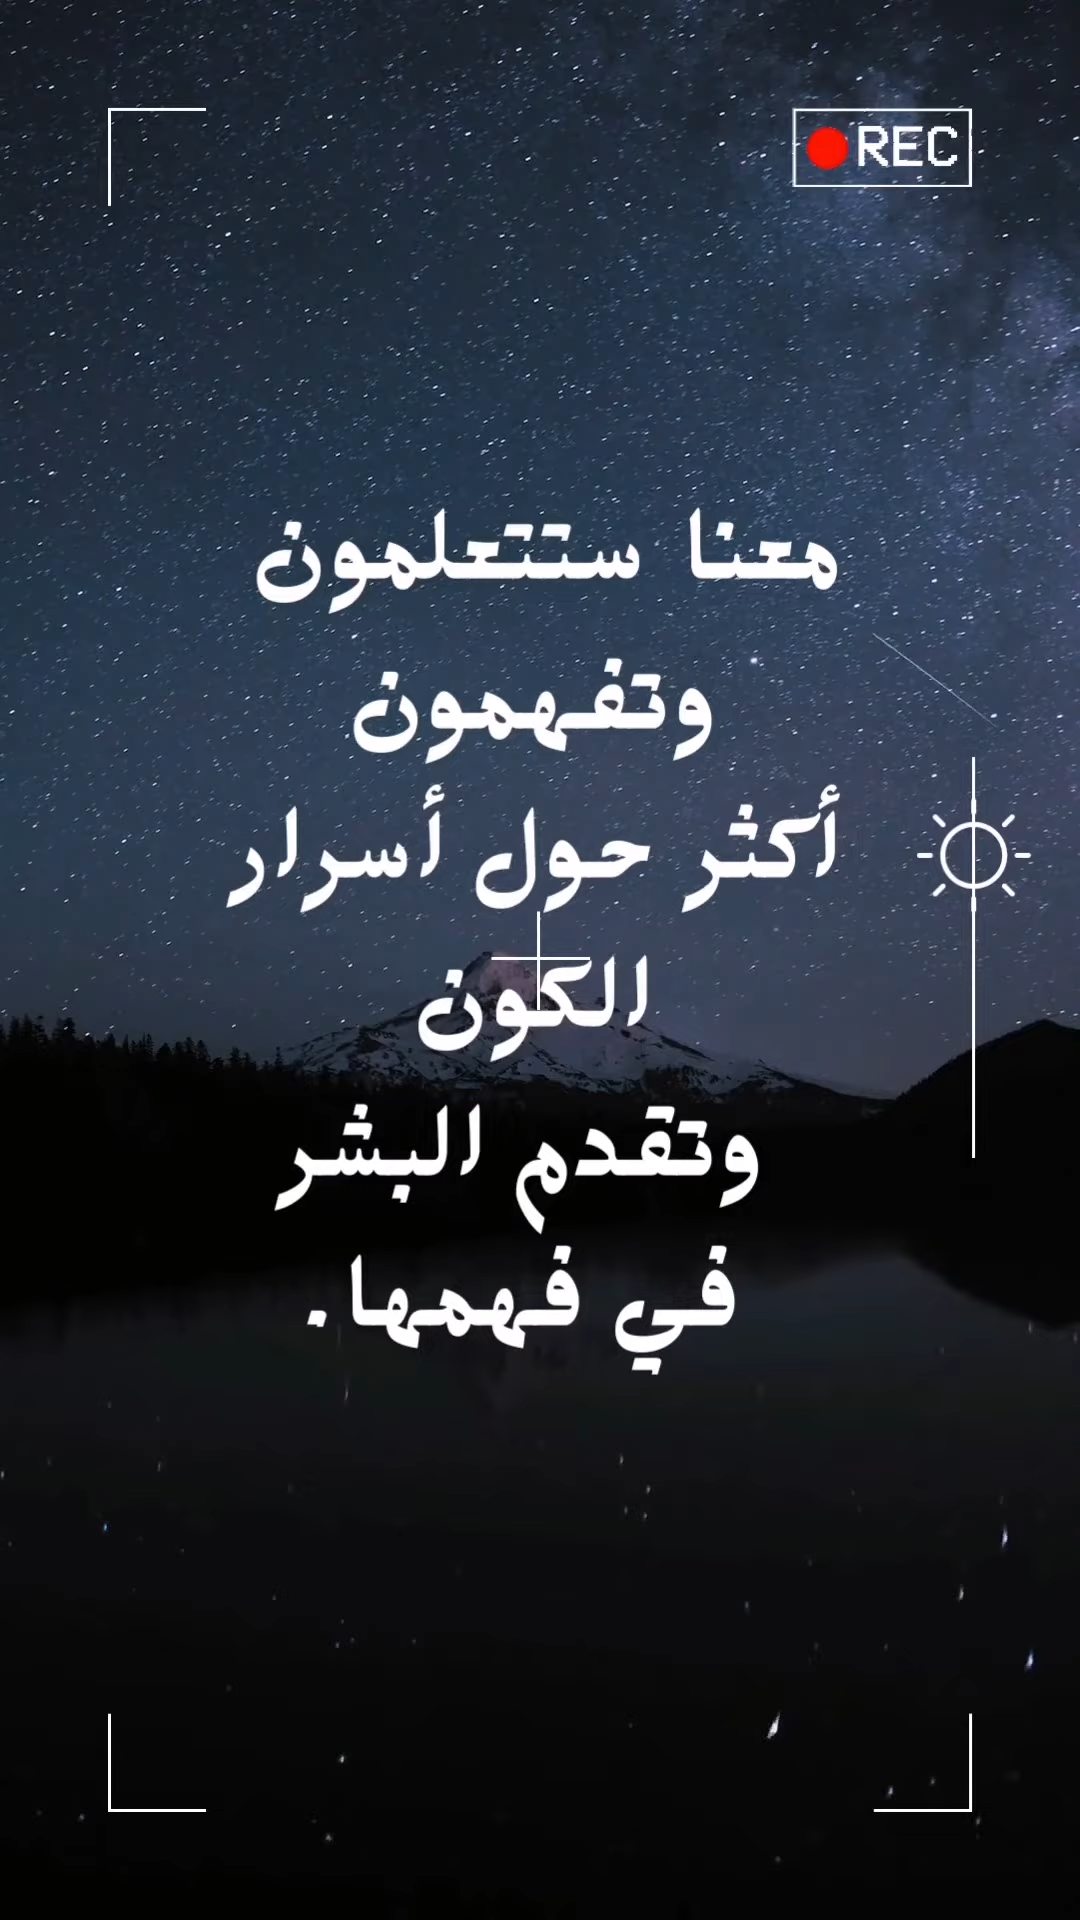 REC
معنا ستتعلمون
وتفهمون
أكثر حول أسرار
الكون
وتقدم البشر
في فهمها.